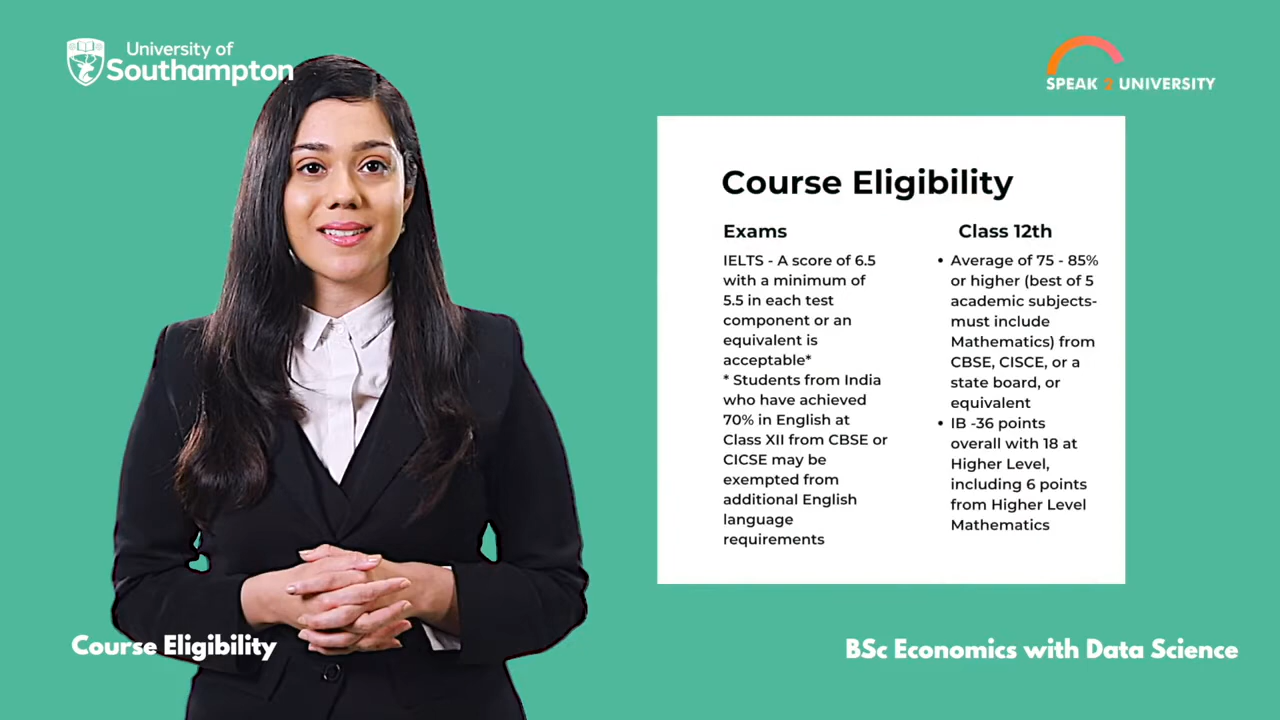 University of
Southampton
SPEAK 2 UNIVERSITY
Course Eligibility
Exams
IELTS - A score of 6.5
with a minimum of
5.5 in each test
component or an
equivalent is
acceptable*
* Students from India
who have achieved
70% in English at
Class XII from CBSE or
CICSE may be
exempted from
additional English
language
requirements
Class 12th
• Average of 75 - 85%
or higher (best of 5
academic subjects-
must include
Mathematics) from
CBSE, CISCE, or a
state board, or
equivalent
• IB -36 points
overall with 18 at
Higher Level,
including 6 points
from Higher Level
Mathematics
Course Eligibility
BSc Economics with Data Science